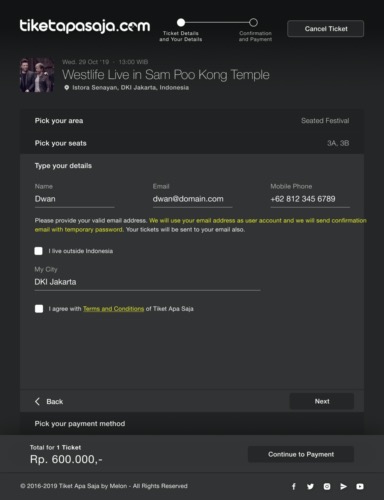 tiketapasaja.com
Ticket Details
and Your Details
Confirmation
and Payment
Cancel Ticket
Wed, 29 Oct '19 - 13:00 WIB
Westlife Live in Sam Poo Kong Temple
Istora Senayan, DKI Jakarta, Indonesia
Pick your area
Seated Festival
Pick your seats
3A, 3B
Type your details
Name
Email
Mobile Phone
Dwan
dwan@domain.com
+62 812 345 6789
Please provide your valid email address. We will use your email address as user account and we will send confirmation
email with temporary password. Your tickets will be sent to your email also.
I live outside Indonesia
My City
DKI Jakarta
I agree with Terms and Conditions of Tiket Apa Saja
Back
Next
Pick your payment method
Total for 1 Ticket
Rp. 600.000,-
Continue to Payment
© 2016-2019 Tiket Apa Saja by Melon - All Rights Reserved